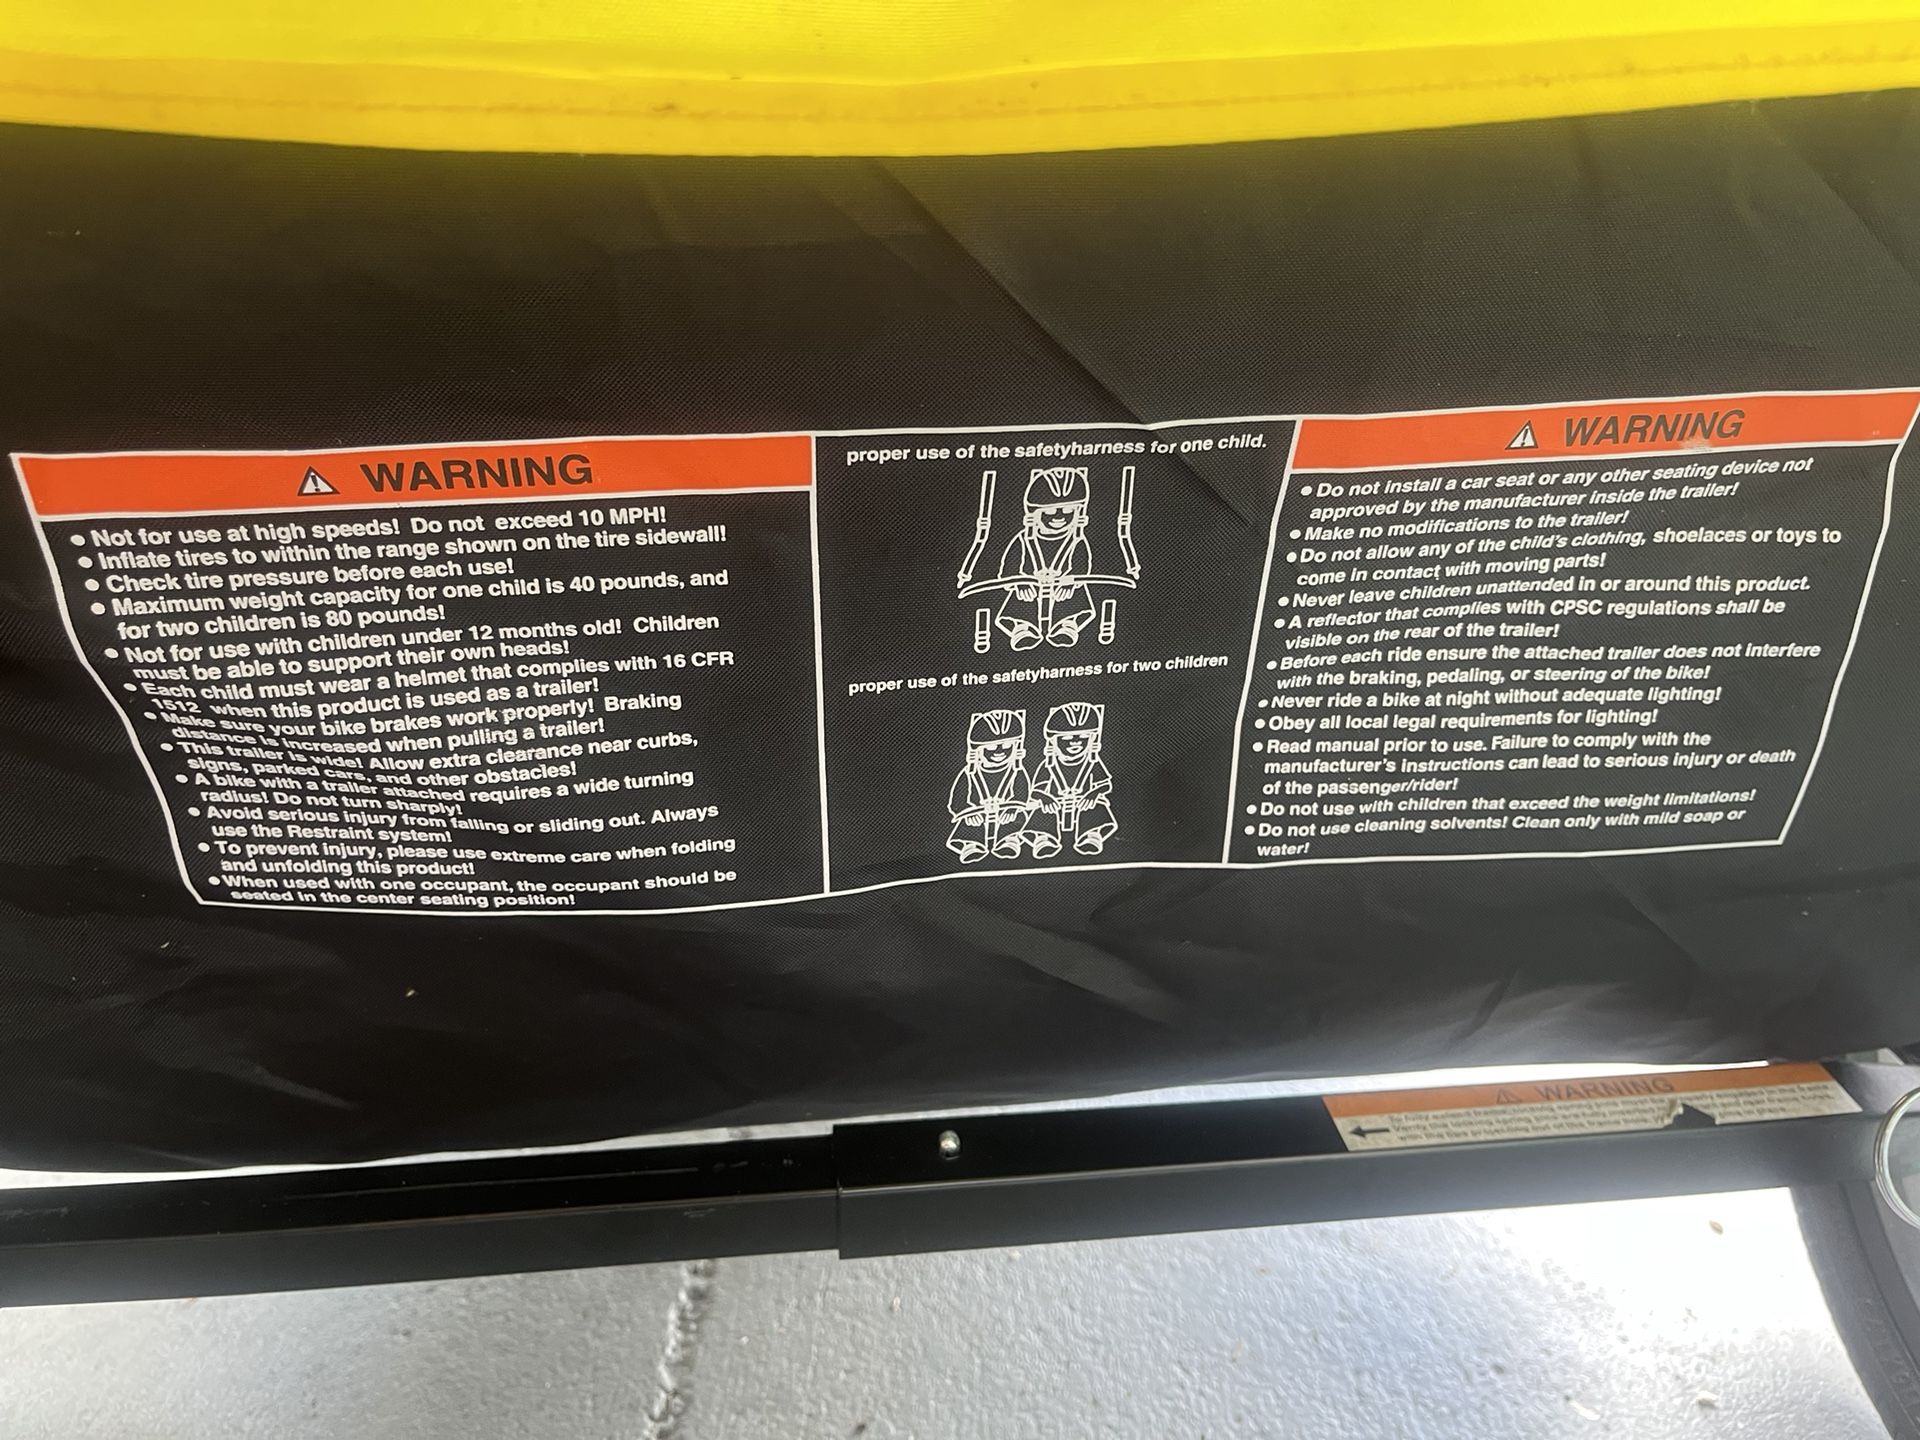 WARNING
• Not for use at high speeds! Do not exceed 10 MPH!
• Inflate tires to within the range shown on the tire sidewall!
• Check tire pressure before each use!
• Maximum weight capacity for one child is 40 pounds, and
for two children is 80 pounds!
• Not for use with children under 12 months old! Children
must be able to support their own heads!
• Each child must wear a helmet that complies with 16 CFR
1512 when this product is used as a trailer!
• Make sure your bike brakes work properly! Braking
distance is increased when pulling a trailer!
• This trailer is wide! Allow extra clearance near curbs,
signs, parked cars, and other obstacles!
• A bike with a trailer attached requires a wide turning
radius! Do not turn sharply!
• Avoid serious injury from falling or sliding out. Always
use the Restraint system!
• To prevent injury, please use extreme care when folding
and unfolding this product!
• When used with one occupant, the occupant should be
seated in the center seating position!
proper use of the safetyharness for one child.
proper use of the safetyharness for two children
WARNING
• Do not install a car seat or any other seating device not
approved by the manufacturer inside the trailer!
• Make no modifications to the trailer!
• Do not allow any of the child's clothing, shoelaces or toys to
come in contact with moving parts!
• Never leave children unattended in or around this product.
• A reflector that complies with CPSC regulations shall be
visible on the rear of the trailer!
• Before each ride ensure the attached trailer does not interfere
with the braking, pedaling, or steering of the bike!
• Never ride a bike at night without adequate lighting!
• Obey all local legal requirements for lighting!
• Read manual prior to use. Failure to comply with the
manufacturer's instructions can lead to serious injury or death
of the passenger/rider!
• Do not use with children that exceed the weight limitations!
• Do not use cleaning solvents! Clean only with mild soap or
water!
WARNING